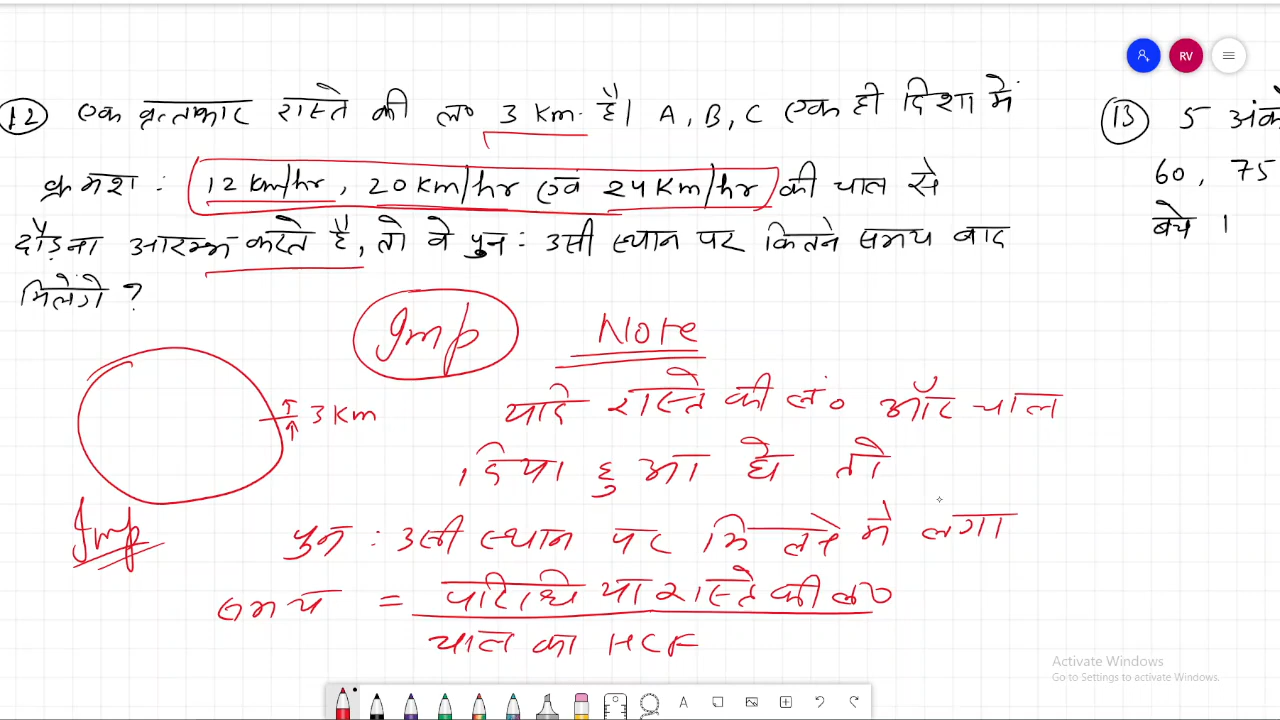 RV
12 एक वृत्ताकार रास्ते की लं० 3 Km. है। A, B, C एक ही दिशा में
क्रमश: 12 Km/hr, 20 Km/hr एवं 24 Km/hr की चाल से
दौड़ना आरम्भ करते है, तो वे पुन: उसी स्थान पर कितने समय बाद
मिलेंगे ?
13 5 अंको
60, 75
बचे ।
Imp
Note
3 Km
यदि रास्ते की लं० और चाल
दिया हुआ हो तो
Imp
पुन: उसी स्थान पर मिलने में लगा
समय = परिधि या रास्ते की लं०
चाल का HCF
Activate Windows
Go to Settings to activate Windows.
A